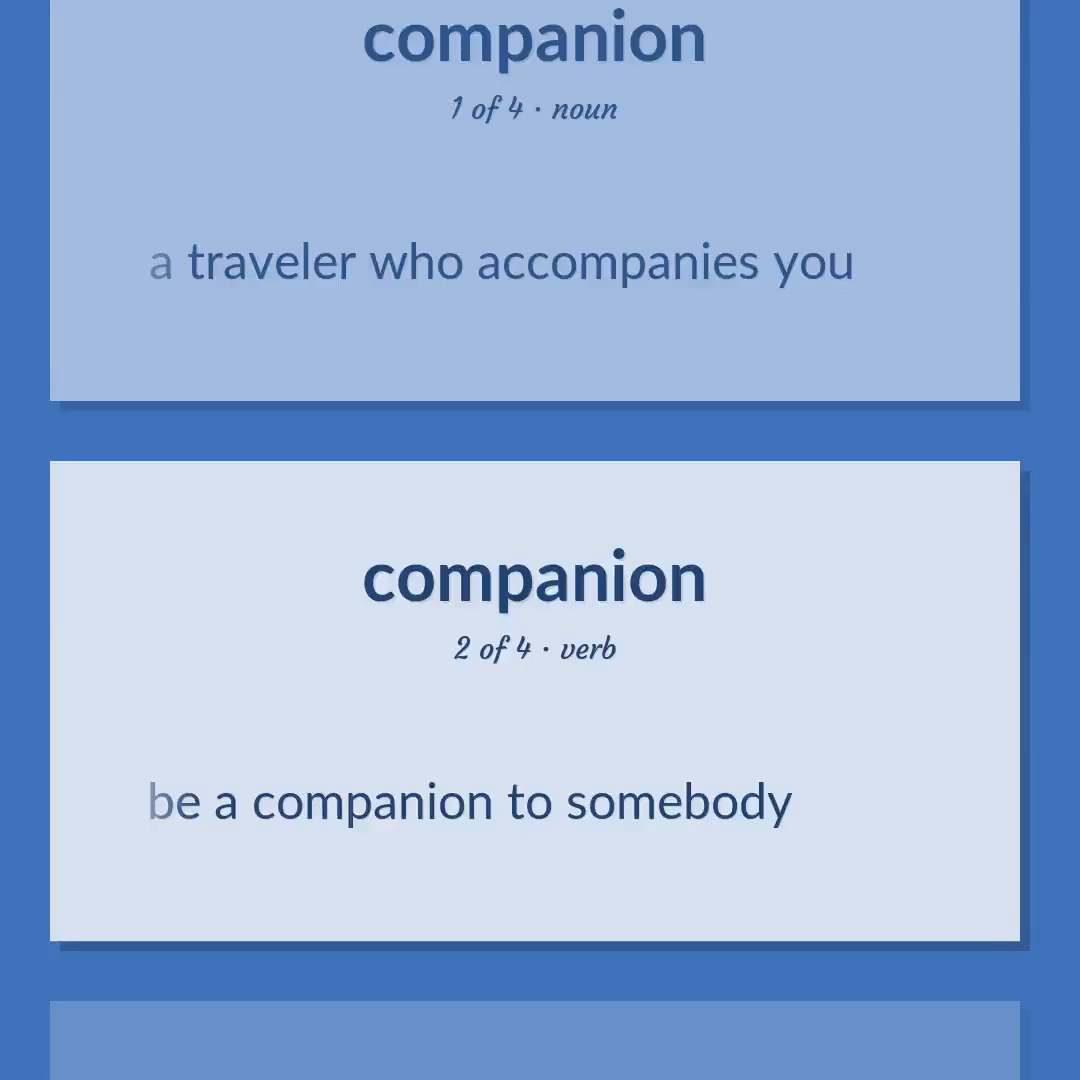 companion
1 of 4 · noun
a traveler who accompanies you
companion
2 of 4 · verb
be a companion to somebody